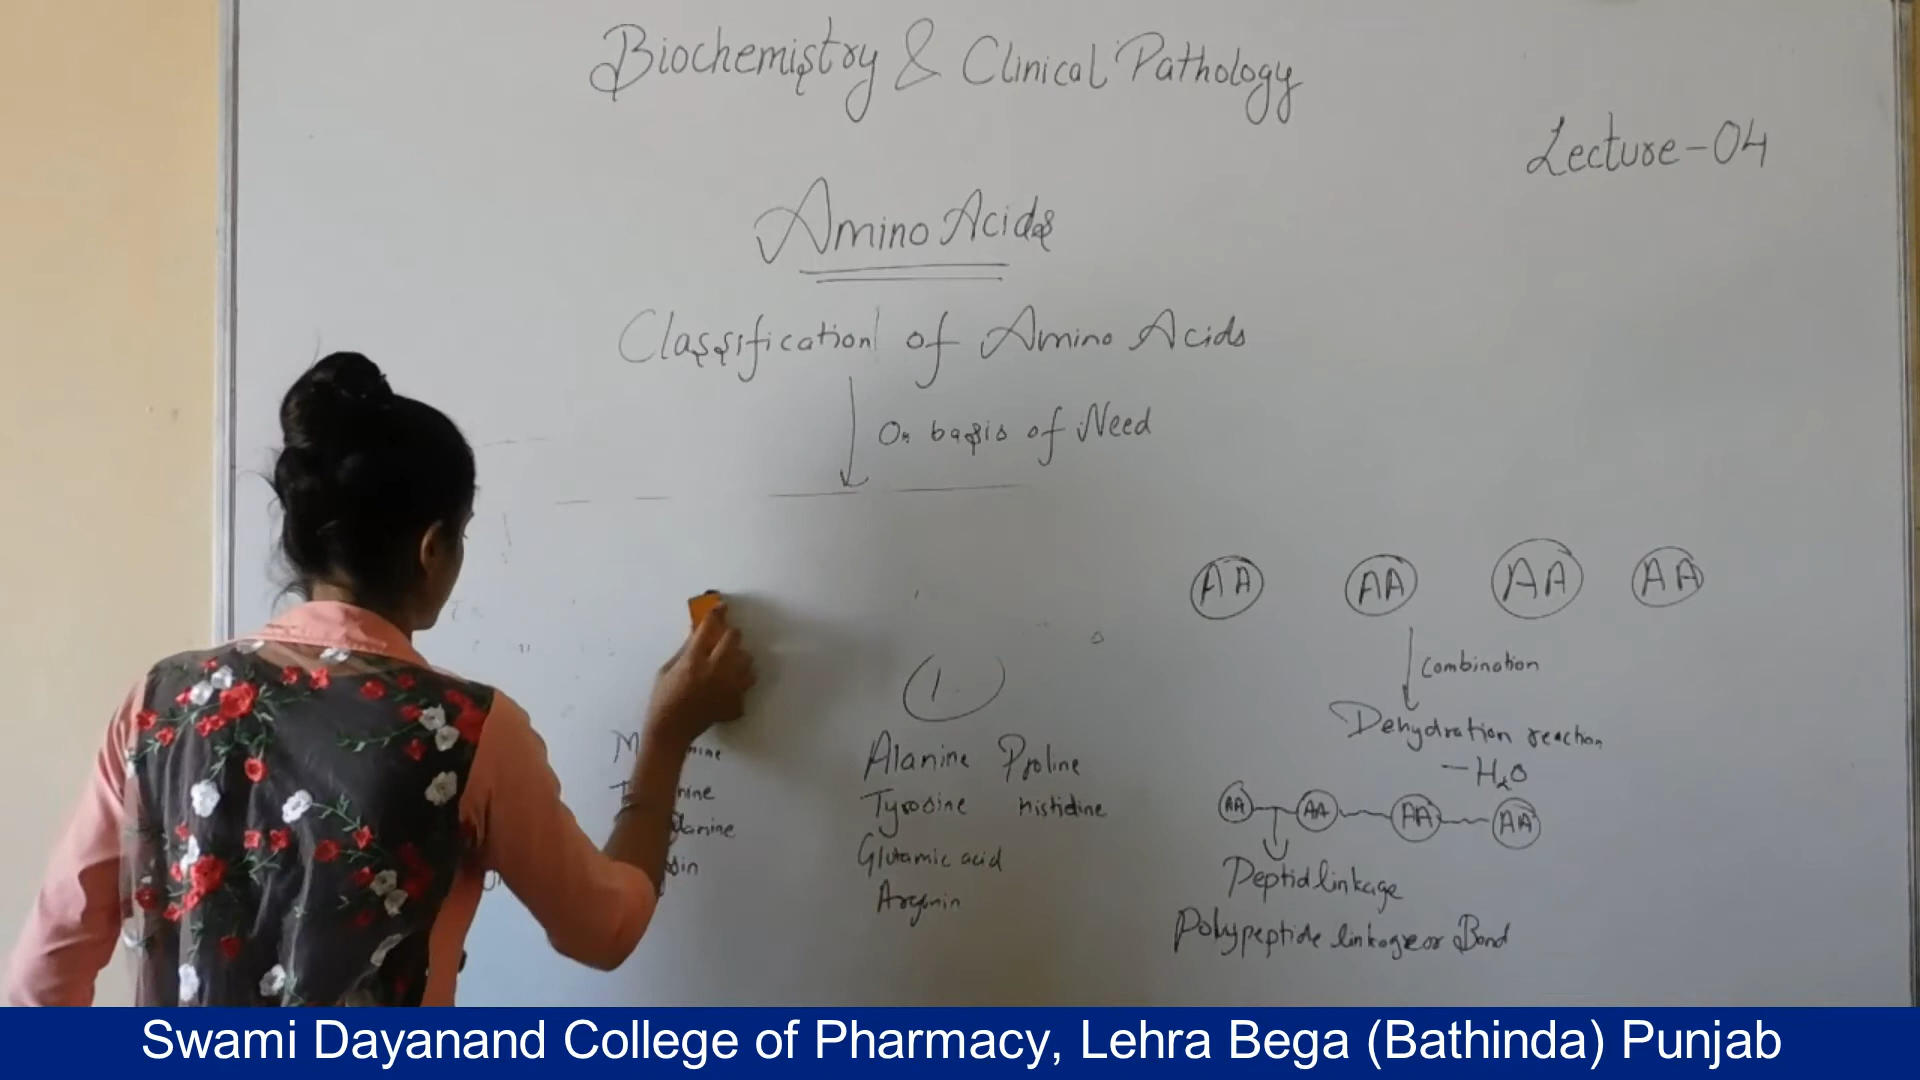 Biochemistry & Clinical Pathology
Lecture-04
Amino Acids
Classification of Amino Acids
On basis of Need
1.
Alanine Proline
Tyrosine Histidine
Glutamic acid
Arginin
AA AA AA AA
Combination
Dehydration reaction
- H2O
AA AA AA AA
Peptid linkage
Polypeptide linkage or Bond
Swami Dayanand College of Pharmacy, Lehra Bega (Bathinda) Punjab